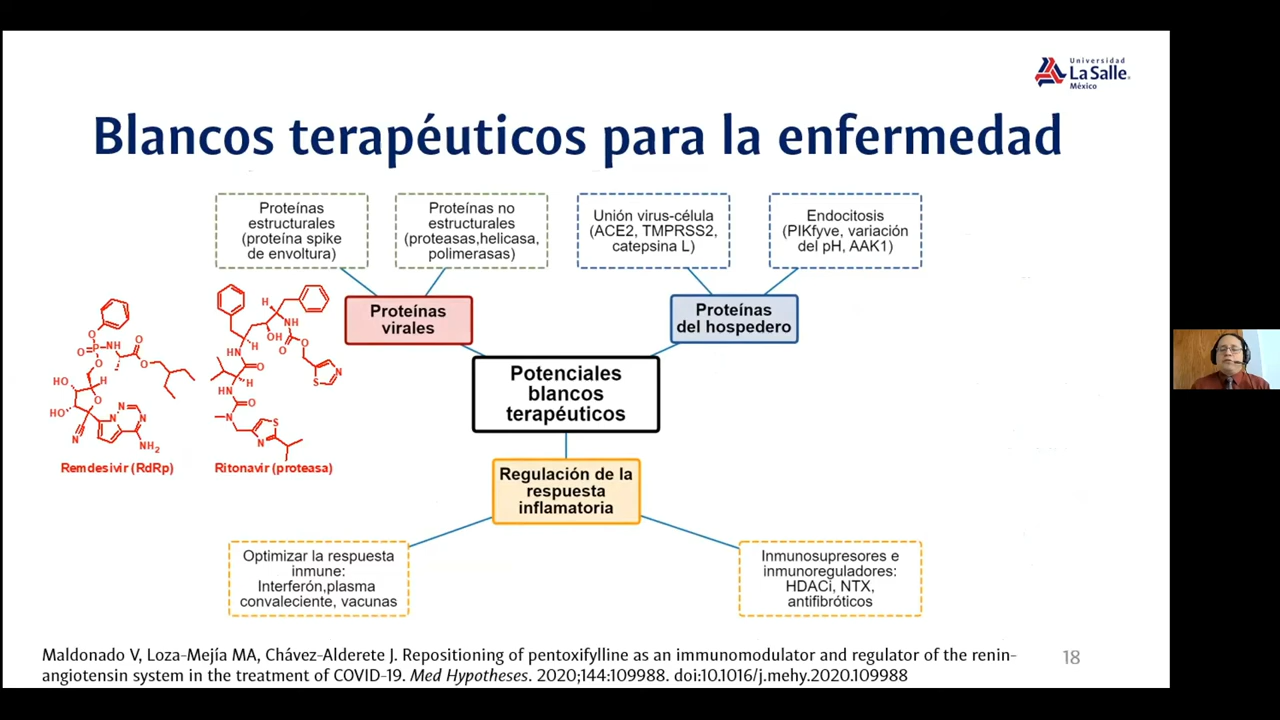 Universidad
La Salle
México
Blancos terapéuticos para la enfermedad
Proteínas
estructurales
(proteína spike
de envoltura)
Proteínas no
estructurales
(proteasas,helicasa,
polimerasas)
Unión virus-célula
(ACE2, TMPRSS2,
catepsina L)
Endocitosis
(PIKfyve, variación
del pH, AAK1)
Proteínas
virales
Proteínas
del hospedero
Potenciales
blancos
terapéuticos
Remdesivir (RdRp)
Ritonavir (proteasa)
Regulación de la
respuesta
inflamatoria
Optimizar la respuesta
inmune:
Interferón,plasma
convaleciente, vacunas
Inmunosupresores e
inmunoreguladores:
HDACi, NTX,
antifibróticos
Maldonado V, Loza-Mejía MA, Chávez-Alderete J. Repositioning of pentoxifylline as an immunomodulator and regulator of the renin-
angiotensin system in the treatment of COVID-19. Med Hypotheses. 2020;144:109988. doi:10.1016/j.mehy.2020.109988
18